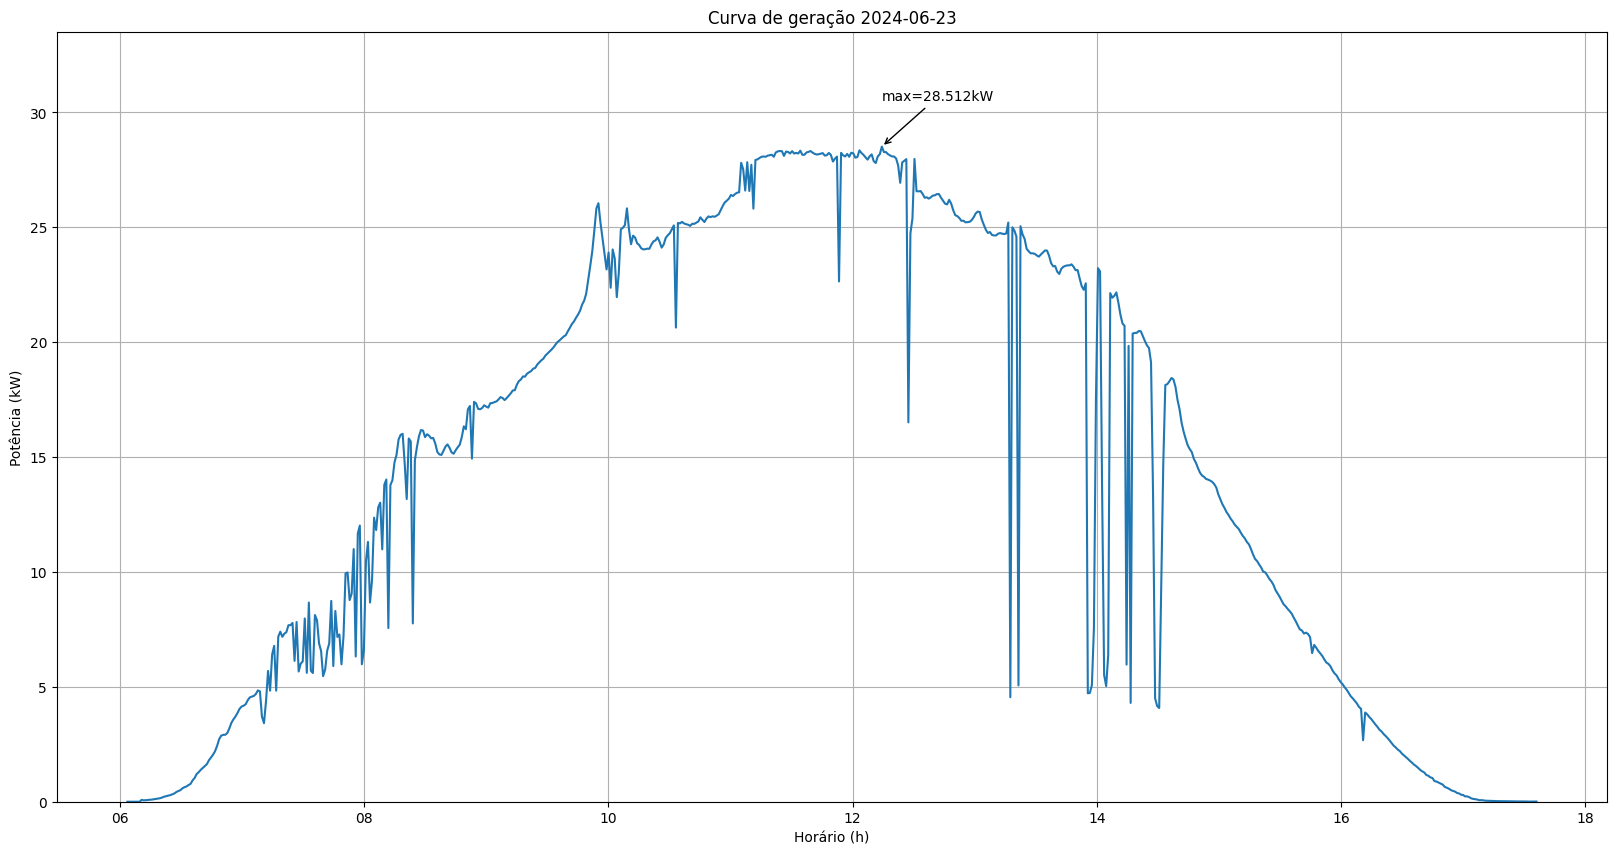 Curva de geração 2024-06-23
max=28.512kW
30
25
20
15
10
5
0
Potência (kW)
06 08 10 12 14 16 18
Horário (h)